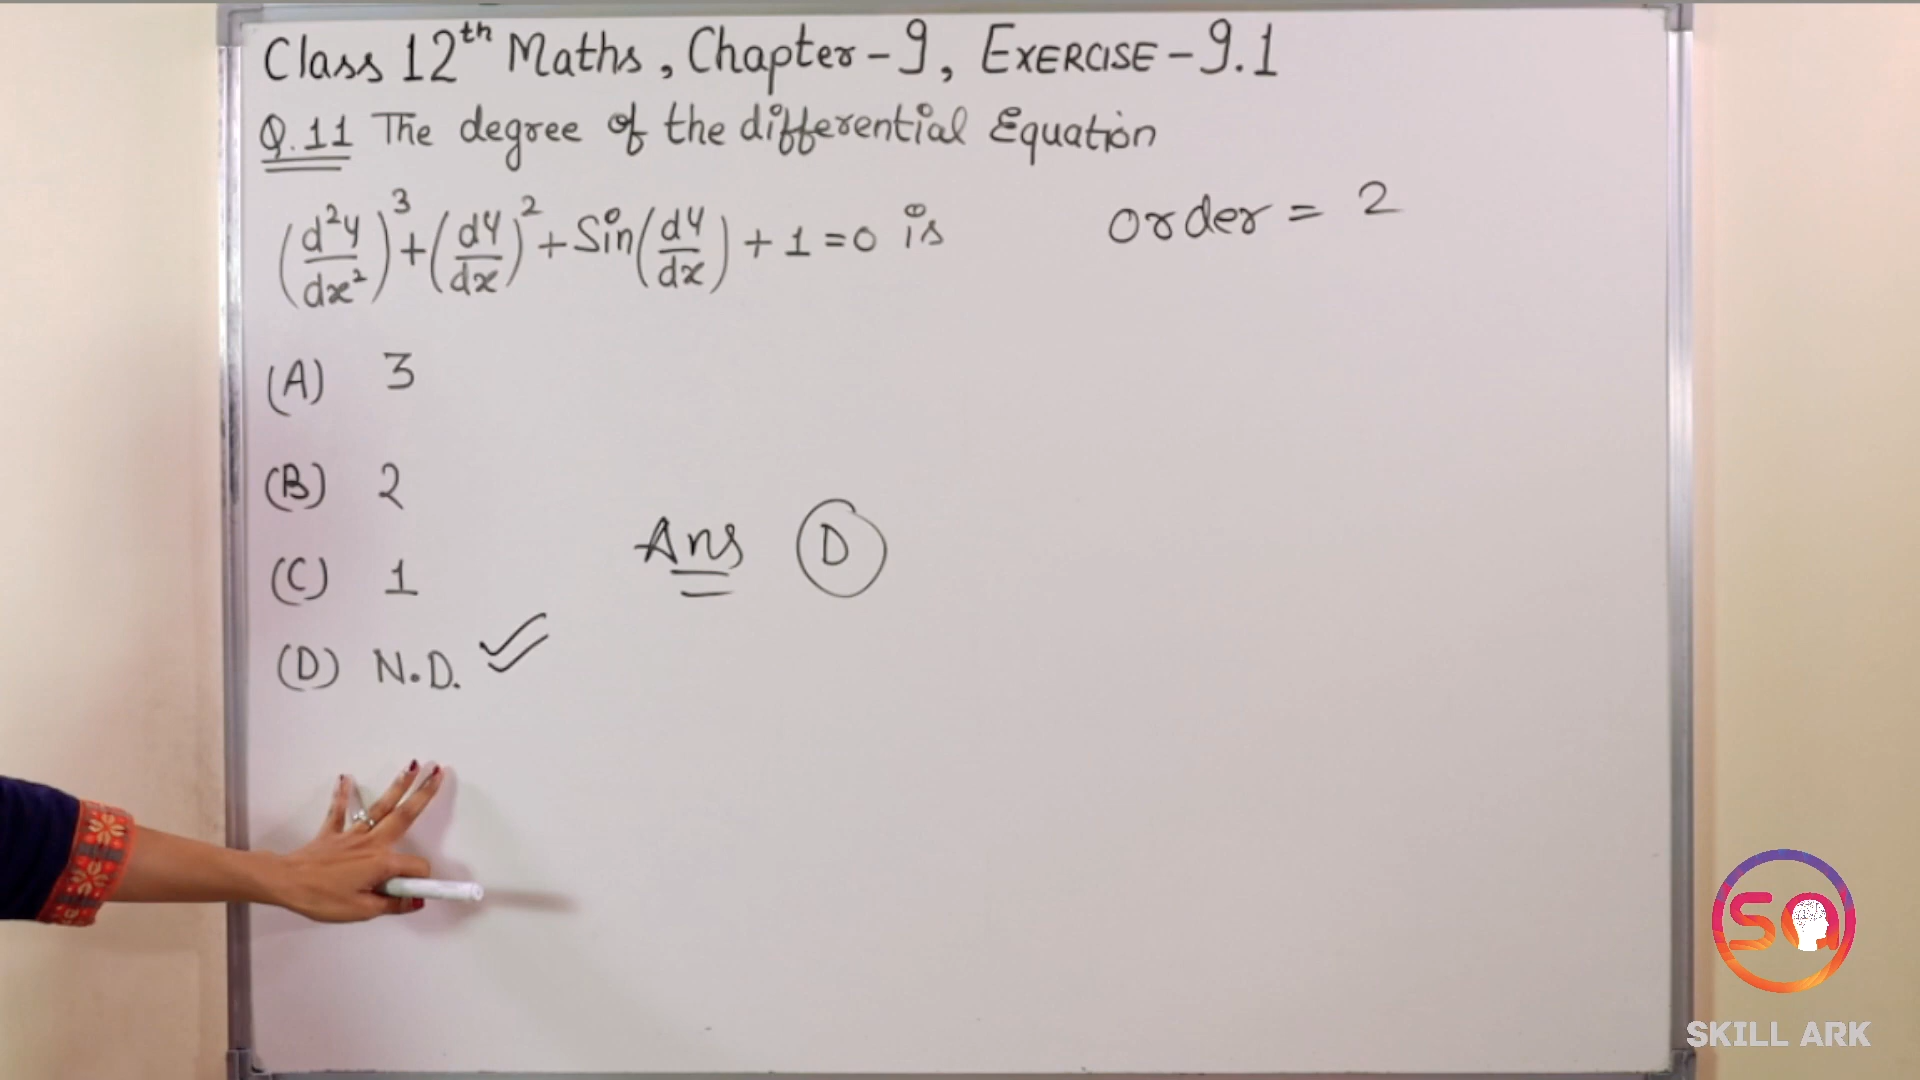 Class 12th Maths, Chapter-9, EXERCISE-9.1
Q.11 The degree of the differential Equation
(d²y/dx²)³+(dy/dx)²+Sin(dy/dx)+1=0 is
order = 2
(A) 3
(B) 2
(C) 1
Ans D
(D) N.D.
sa
SKILL ARK